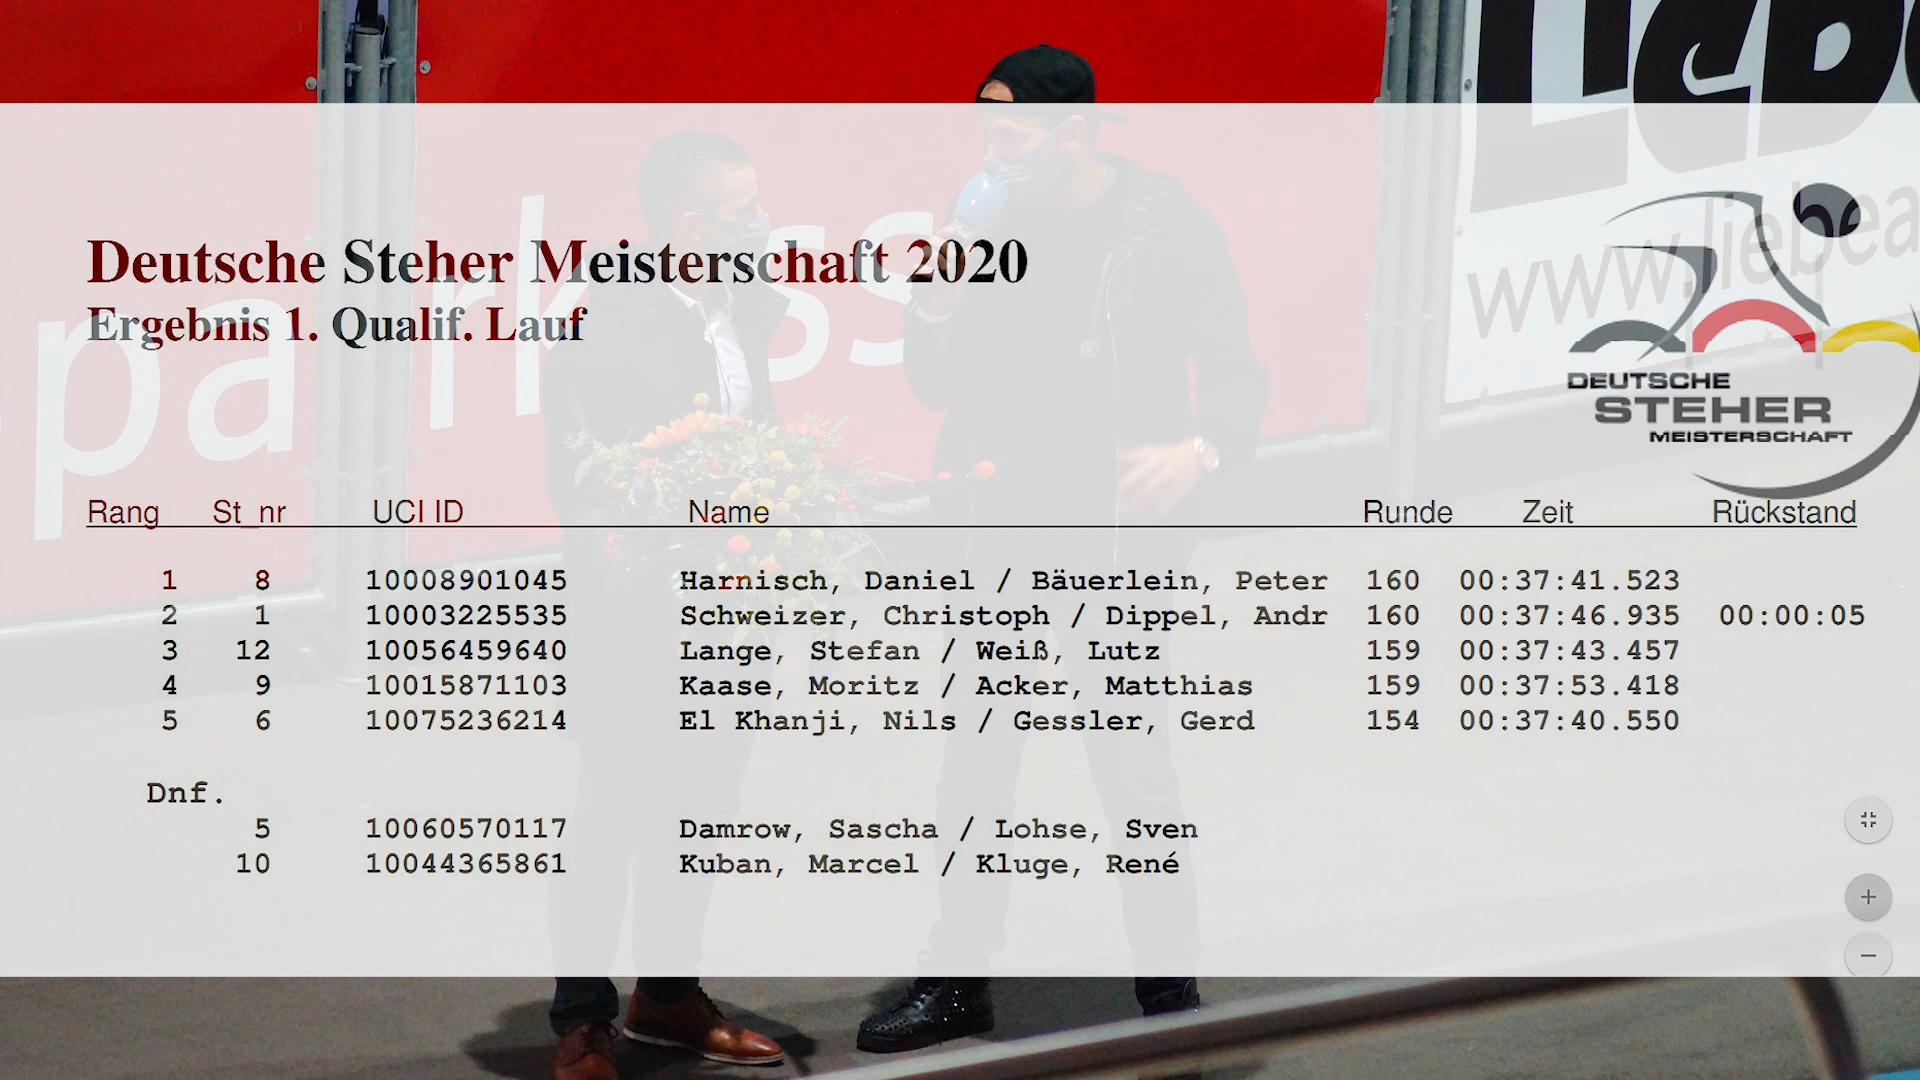 LIEBE
www.liebea
sparkass
Deutsche Steher Meisterschaft 2020
Ergebnis 1. Qualif. Lauf
DEUTSCHE
STEHER
MEISTERSCHAFT
Rang St_nr UCI ID Name Runde Zeit Rückstand
1 8 10008901045 Harnisch, Daniel / Bäuerlein, Peter 160 00:37:41.523
2 1 10003225535 Schweizer, Christoph / Dippel, Andr 160 00:37:46.935 00:00:05
3 12 10056459640 Lange, Stefan / Weiß, Lutz 159 00:37:43.457
4 9 10015871103 Kaase, Moritz / Acker, Matthias 159 00:37:53.418
5 6 10075236214 El Khanji, Nils / Gessler, Gerd 154 00:37:40.550
Dnf.
5 10060570117 Damrow, Sascha / Lohse, Sven
10 10044365861 Kuban, Marcel / Kluge, René